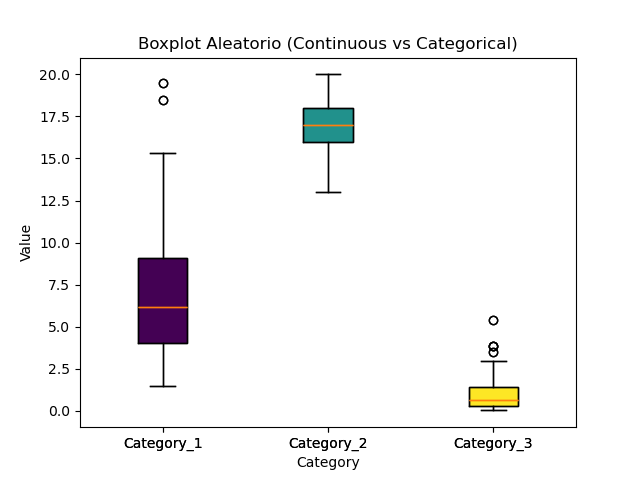 Boxplot Aleatorio (Continuous vs Categorical)
20.0
17.5
15.0
12.5
10.0
7.5
5.0
2.5
0.0
Value
Category_1 Category_2 Category_3
Category